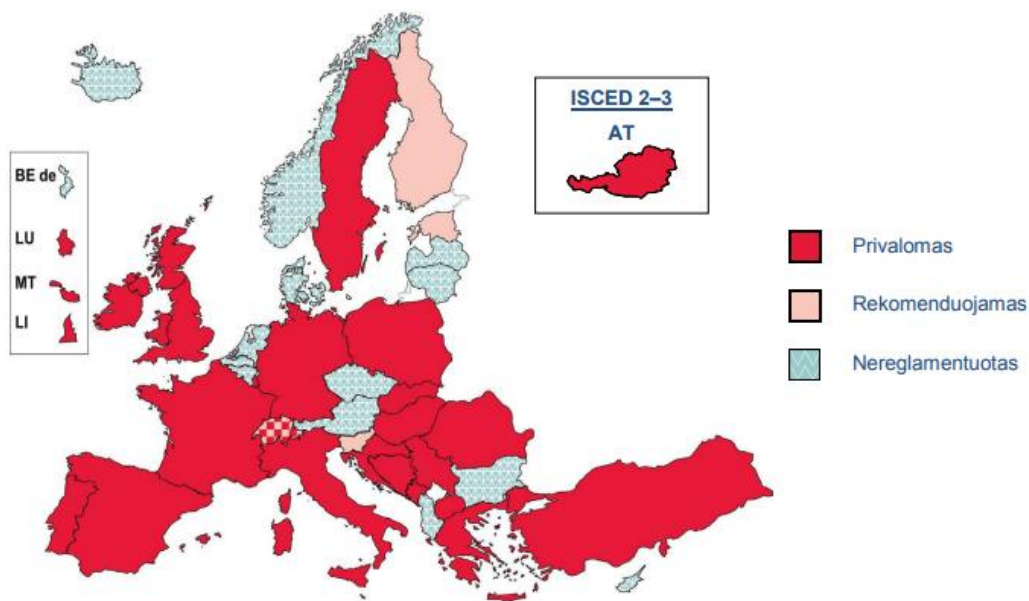 ISCED 2–3
AT
BE de
LU
MT
LI
Privalomas
Rekomenduojamas
Nereglamentuotas